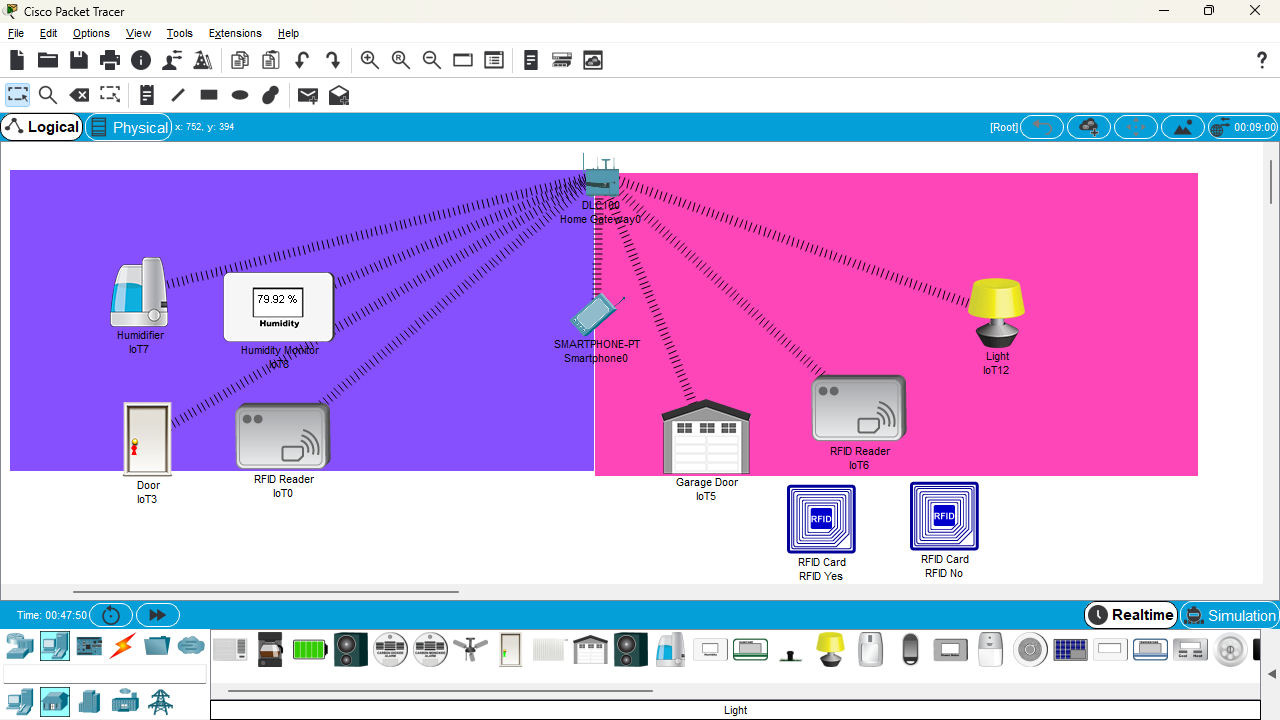 Cisco Packet Tracer
File Edit Options View Tools Extensions Help
Logical Physical x: 752, y: 394 [Root] 00:09:00
DLC100
Home Gateway0
79.92 %
Humidity
Humidifier
IoT7
Humidity Monitor
IoT8
SMARTPHONE-PT
Smartphone0
Light
IoT12
Door
IoT3
RFID Reader
IoT0
Garage Door
IoT5
RFID Reader
IoT6
RFID
RFID Card
RFID Yes
RFID
RFID Card
RFID No
Time: 00:47:50 Realtime Simulation
Light